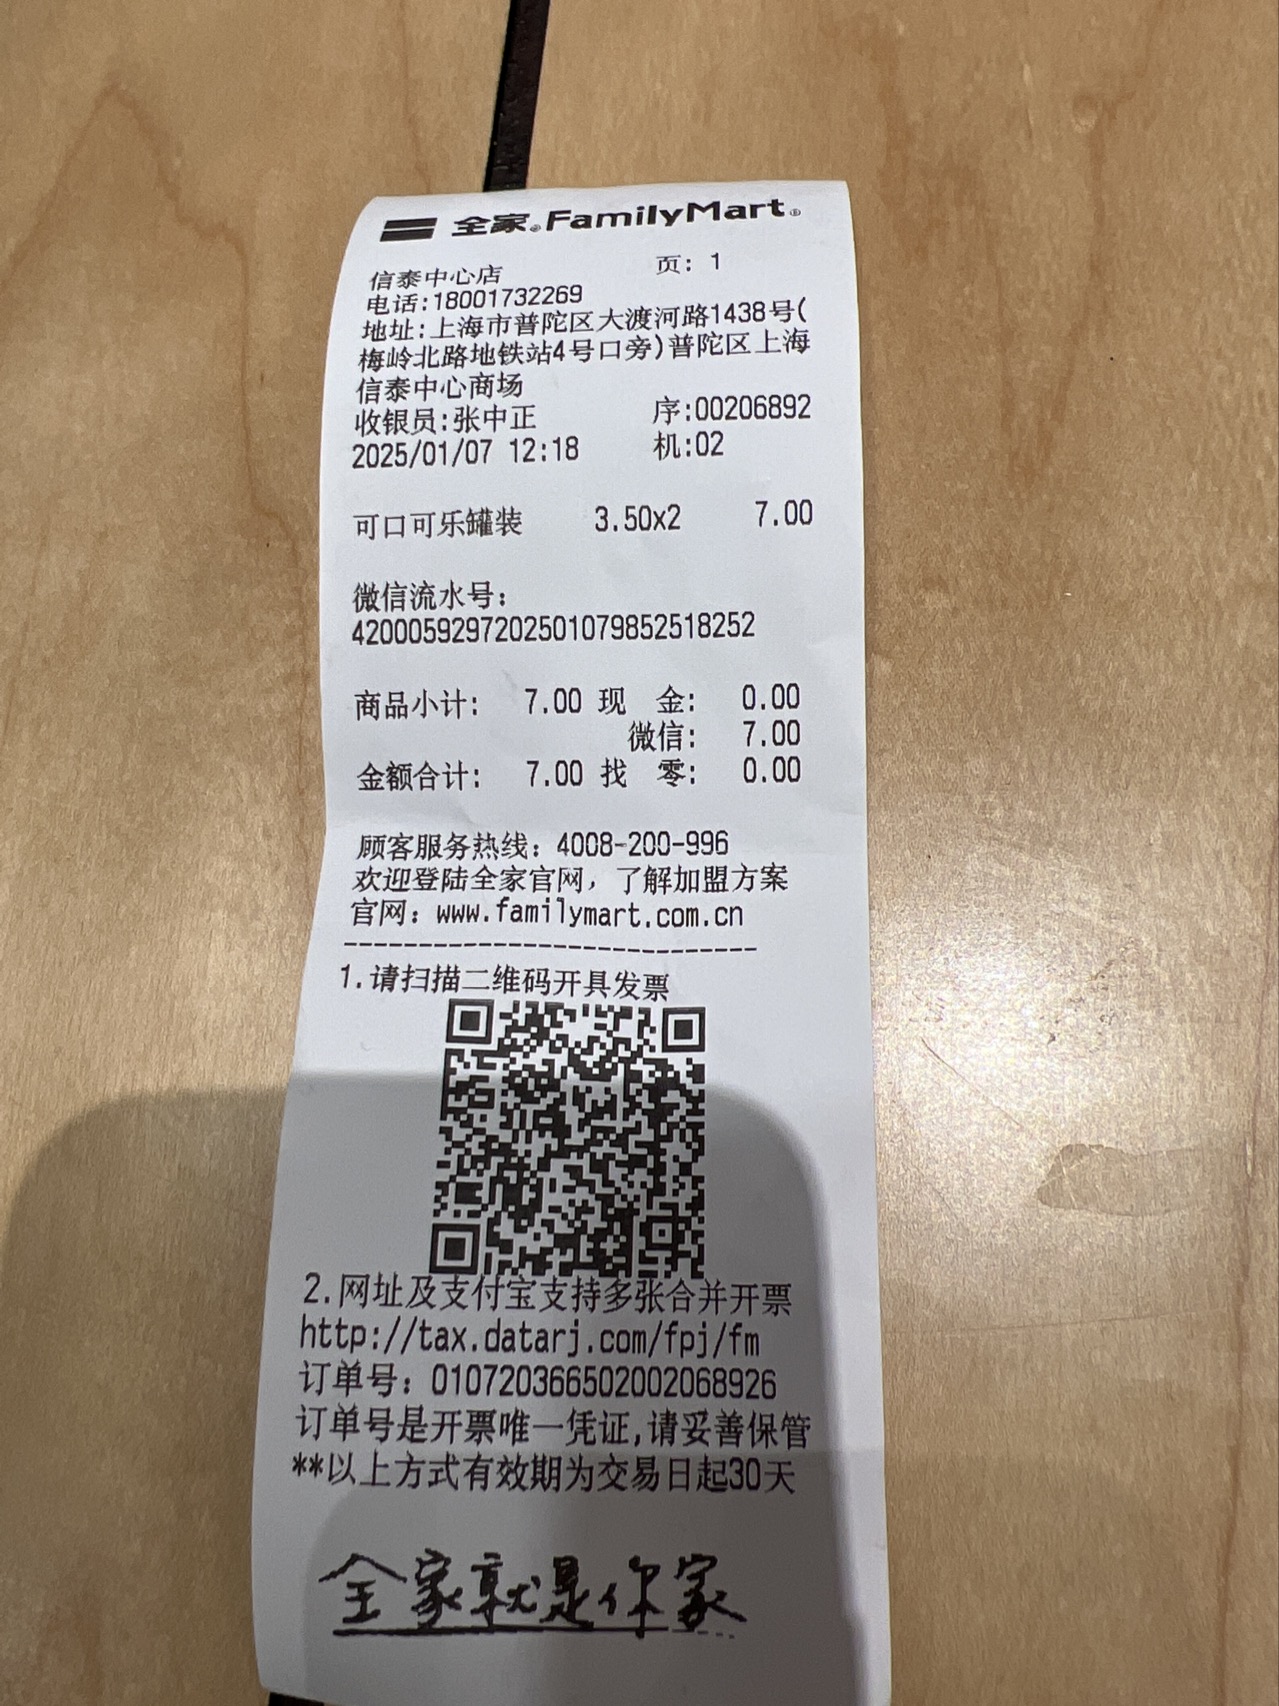 全家®FamilyMart®
信泰中心店 页: 1
电话:18001732269
地址:上海市普陀区大渡河路1438号(
梅岭北路地铁站4号口旁)普陀区上海
信泰中心商场
收银员:张中正 序:00206892
2025/01/07 12:18 机:02
可口可乐罐装 3.50x2 7.00
微信流水号:
4200059297202501079852518252
商品小计: 7.00 现 金: 0.00
微信: 7.00
金额合计: 7.00 找 零: 0.00
顾客服务热线: 4008-200-996
欢迎登陆全家官网，了解加盟方案
官网: www.familymart.com.cn
----------------------------
1.请扫描二维码开具发票
2.网址及支付宝支持多张合并开票
http://tax.datarj.com/fpj/fm
订单号: 010720366502002068926
订单号是开票唯一凭证,请妥善保管
**以上方式有效期为交易日起30天
全家就是你家